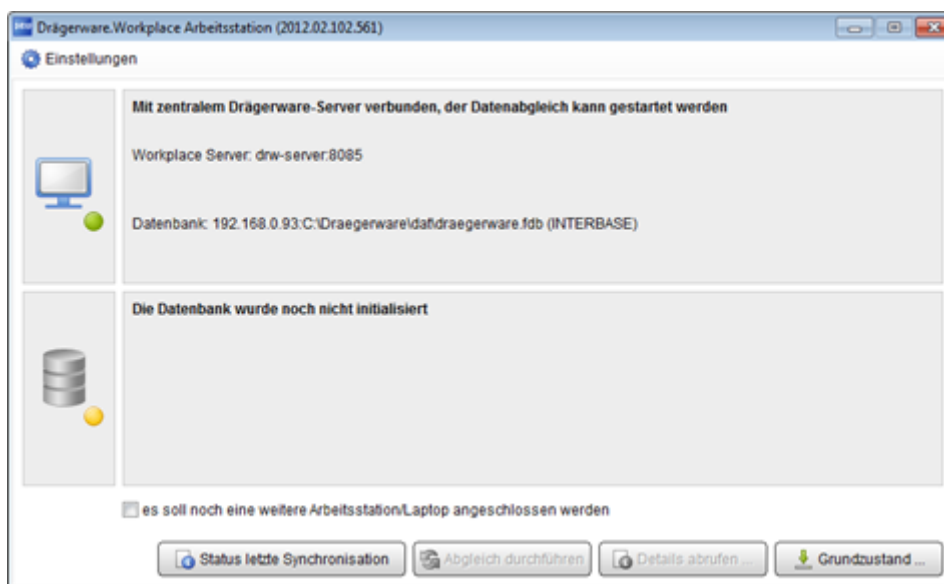 Drägerware.Workplace Arbeitsstation (2012.02.102.561)
Einstellungen
Mit zentralem Drägerware-Server verbunden, der Datenabgleich kann gestartet werden
Workplace Server: drw-server:8085
Datenbank: 192.168.0.93:C:\Draegerware\dat\draegerware.fdb (INTERBASE)
Die Datenbank wurde noch nicht initialisiert
es soll noch eine weitere Arbeitsstation/Laptop angeschlossen werden
Status letzte Synchronisation
Abgleich durchführen
Details abrufen ...
Grundzustand ...